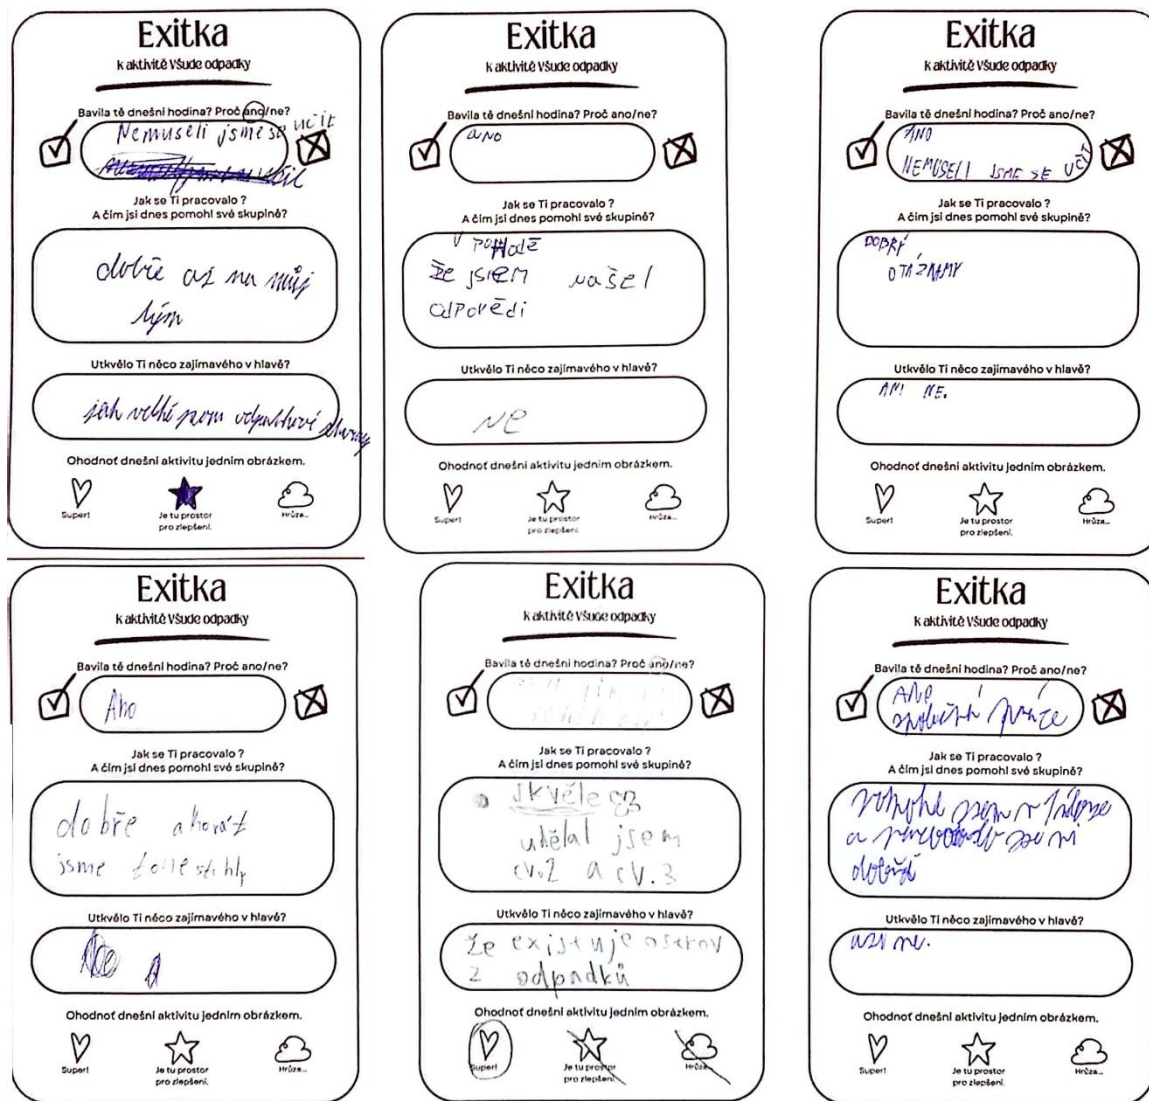 Exitka
k aktivitě Všude odpadky
Bavila tě dnešní hodina? Proč ano/ne?
Nemuseli jsme se učit
Jak se Ti pracovalo ?
A čím jsi dnes pomohl své skupině?
dobře až na můj
tým
Utkvělo Ti něco zajímavého v hlavě?
jak velké jsou odpadkové ostrovy
Ohodnoť dnešní aktivitu jedním obrázkem.
Super!
Je tu prostor
pro zlepšení.
Hrůza...
Exitka
k aktivitě Všude odpadky
Bavila tě dnešní hodina? Proč ano/ne?
ANO
Jak se Ti pracovalo ?
A čím jsi dnes pomohl své skupině?
V POHODĚ
že jsem našel
odpovědi
Utkvělo Ti něco zajímavého v hlavě?
NE
Ohodnoť dnešní aktivitu jedním obrázkem.
Super!
Je tu prostor
pro zlepšení.
Hrůza...
Exitka
k aktivitě Všude odpadky
Bavila tě dnešní hodina? Proč ano/ne?
ANO
NEMUSELI JSME SE UČIT
Jak se Ti pracovalo ?
A čím jsi dnes pomohl své skupině?
DOBRÝ
Utkvělo Ti něco zajímavého v hlavě?
ANI NE.
Ohodnoť dnešní aktivitu jedním obrázkem.
Super!
Je tu prostor
pro zlepšení.
Hrůza...
Exitka
k aktivitě Všude odpadky
Bavila tě dnešní hodina? Proč ano/ne?
Ano
Jak se Ti pracovalo ?
A čím jsi dnes pomohl své skupině?
dobře
jsme
Utkvělo Ti něco zajímavého v hlavě?
Ohodnoť dnešní aktivitu jedním obrázkem.
Super!
Je tu prostor
pro zlepšení.
Hrůza...
Exitka
k aktivitě Všude odpadky
Bavila tě dnešní hodina? Proč ano/ne?
Jak se Ti pracovalo ?
A čím jsi dnes pomohl své skupině?
skvěle
udělal jsem
cv.2 a cv.3
Utkvělo Ti něco zajímavého v hlavě?
že existuje ostrov
z odpadků
Ohodnoť dnešní aktivitu jedním obrázkem.
Super!
Je tu prostor
pro zlepšení.
Hrůza...
Exitka
k aktivitě Všude odpadky
Bavila tě dnešní hodina? Proč ano/ne?
Ano
práce
Jak se Ti pracovalo ?
A čím jsi dnes pomohl své skupině?
jsem v
a
Utkvělo Ti něco zajímavého v hlavě?
asi ne.
Ohodnoť dnešní aktivitu jedním obrázkem.
Super!
Je tu prostor
pro zlepšení.
Hrůza...